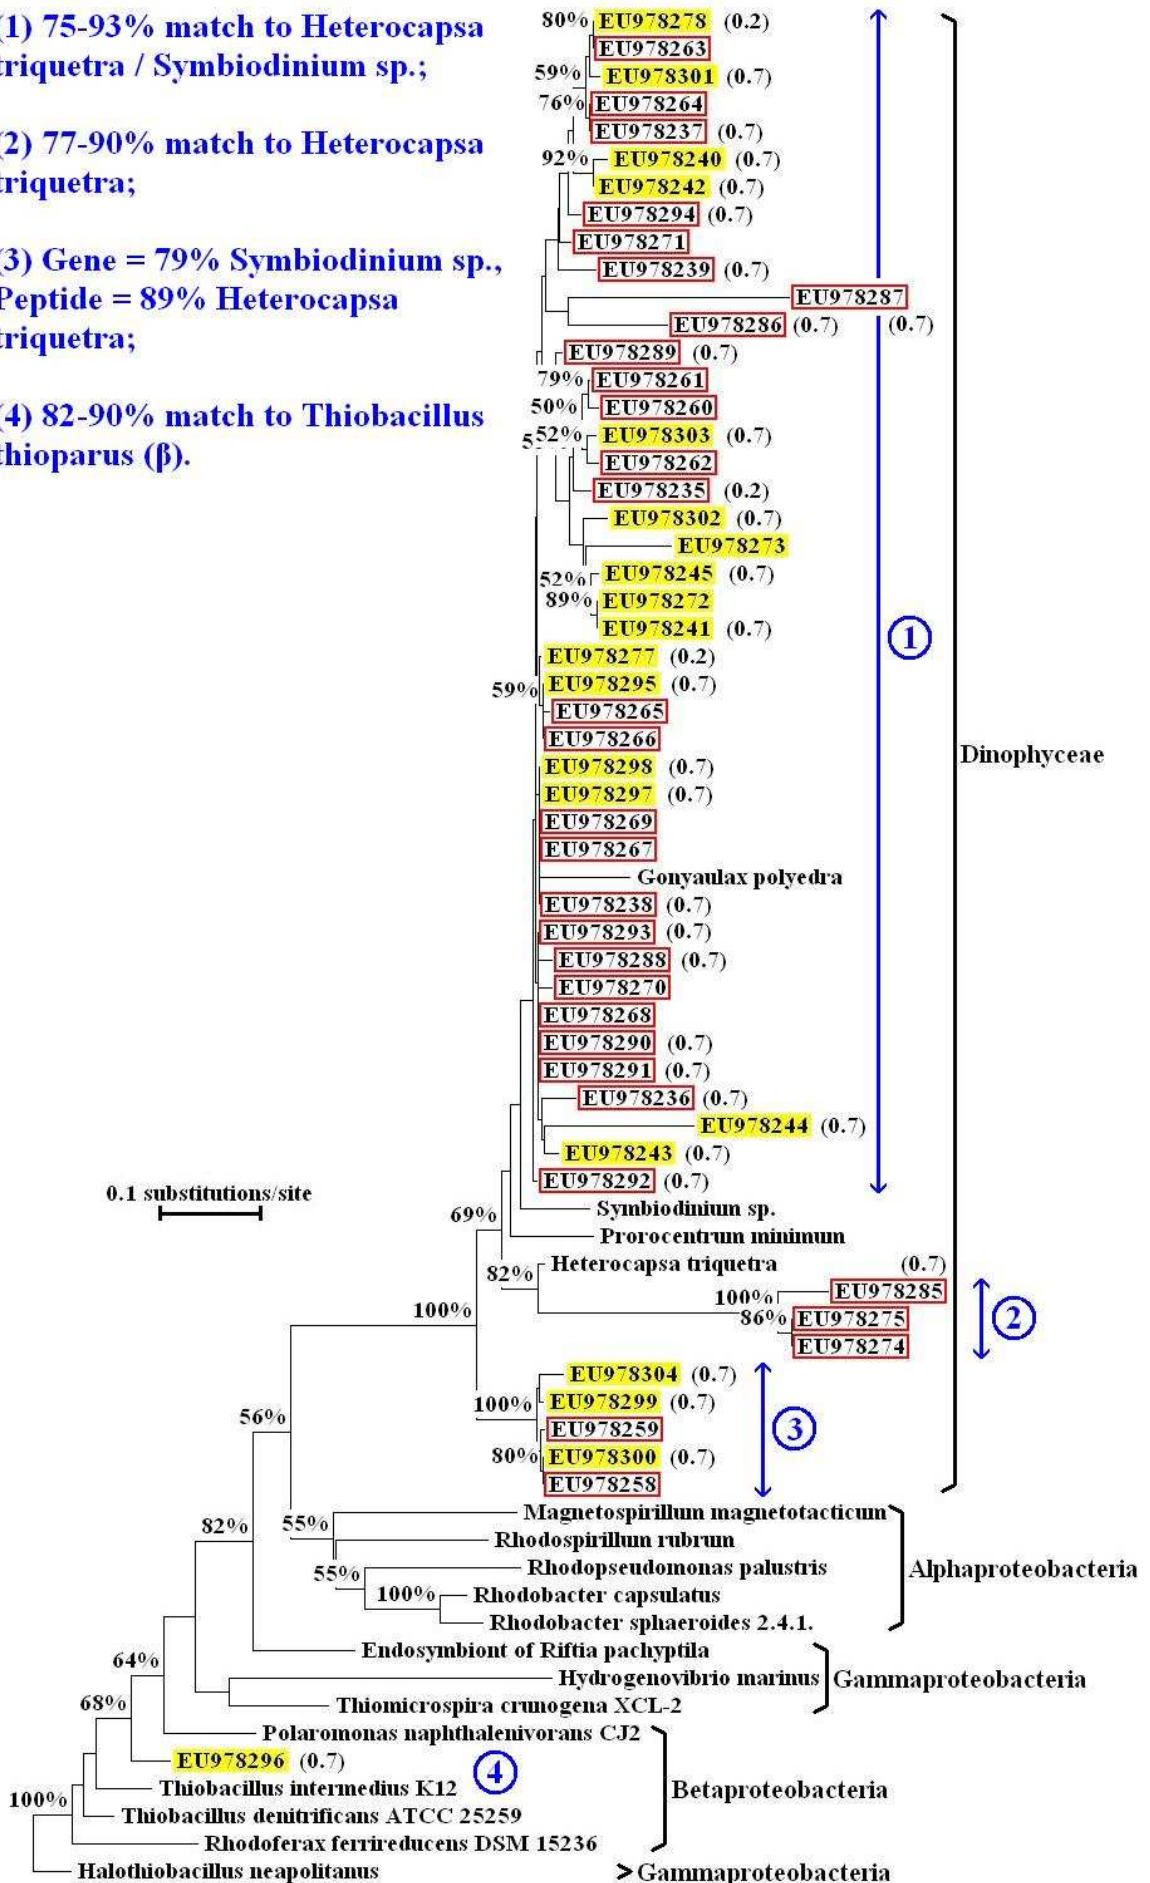 (1) 75-93% match to Heterocapsa
triquetra / Symbiodinium sp.;
(2) 77-90% match to Heterocapsa
triquetra;
(3) Gene = 79% Symbiodinium sp.,
Peptide = 89% Heterocapsa
triquetra;
(4) 82-90% match to Thiobacillus
thioparus (β).
80% EU978278 (0.2)
EU978263
59% EU978301 (0.7)
76% EU978264
EU978237 (0.7)
92% EU978240 (0.7)
EU978242 (0.7)
EU978294 (0.7)
EU978271
EU978239 (0.7)
EU978287
EU978286 (0.7) (0.7)
EU978289 (0.7)
79% EU978261
50% EU978260
52% EU978303 (0.7)
EU978262
EU978235 (0.2)
EU978302 (0.7)
EU978273
52% EU978245 (0.7)
89% EU978272
EU978241 (0.7)
1
EU978277 (0.2)
59% EU978295 (0.7)
EU978265
EU978266
Dinophyceae
EU978298 (0.7)
EU978297 (0.7)
EU978269
EU978267
Gonyaulax polyedra
EU978238 (0.7)
EU978293 (0.7)
EU978288 (0.7)
EU978270
EU978268
EU978290 (0.7)
EU978291 (0.7)
EU978236 (0.7)
EU978244 (0.7)
EU978243 (0.7)
EU978292 (0.7)
0.1 substitutions/site
69% Symbiodinium sp.
Prorocentrum minimum
82% Heterocapsa triquetra (0.7)
100% 100% EU978285
86% EU978275
2
EU978274
EU978304 (0.7)
100% EU978299 (0.7)
56% EU978259
3
80% EU978300 (0.7)
EU978258
82% 55% Magnetospirillum magnetotacticum
Rhodospirillum rubrum
55% Rhodopseudomonas palustris
Alphaproteobacteria
100% Rhodobacter capsulatus
Rhodobacter sphaeroides 2.4.1.
64% Endosymbiont of Riftia pachyptila
Hydrogenovibrio marinus
Gammaproteobacteria
68% Thiomicrospira crunogena XCL-2
Polaromonas naphthalenivorans CJ2
EU978296 (0.7)
4
Thiobacillus intermedius K12
Betaproteobacteria
100% Thiobacillus denitrificans ATCC 25259
Rhodoferax ferrireducens DSM 15236
Halothiobacillus neapolitanus
Gammaproteobacteria